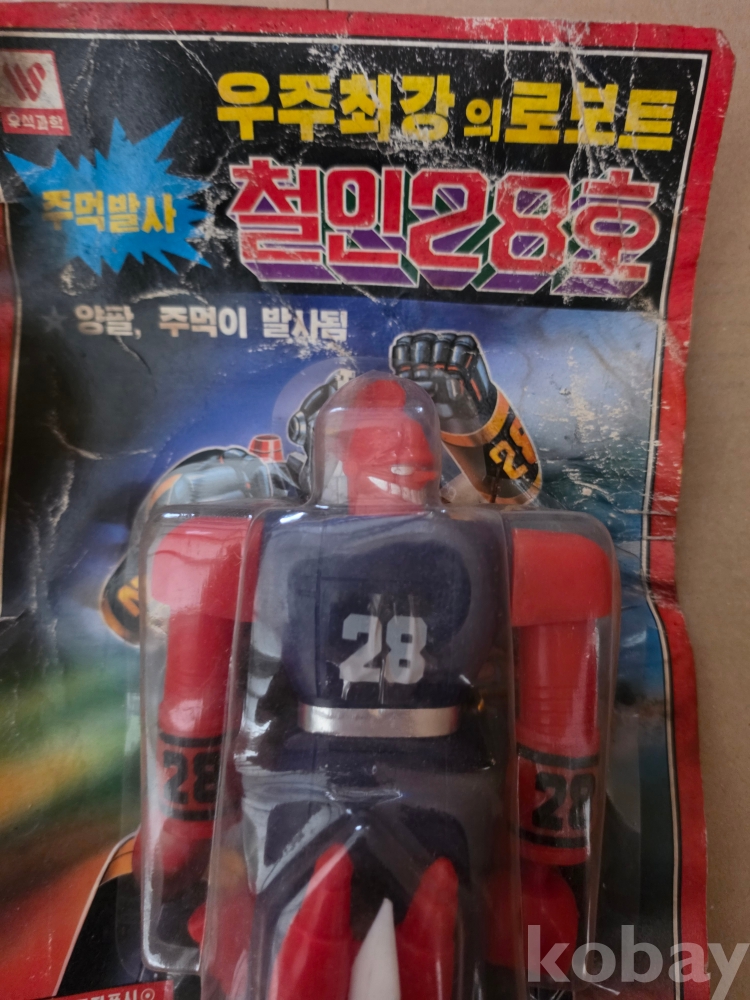 우석과학
우주최강의로보트
주먹발사
철인28호
양팔, 주먹이 발사됨
28
28
28
28
kobay